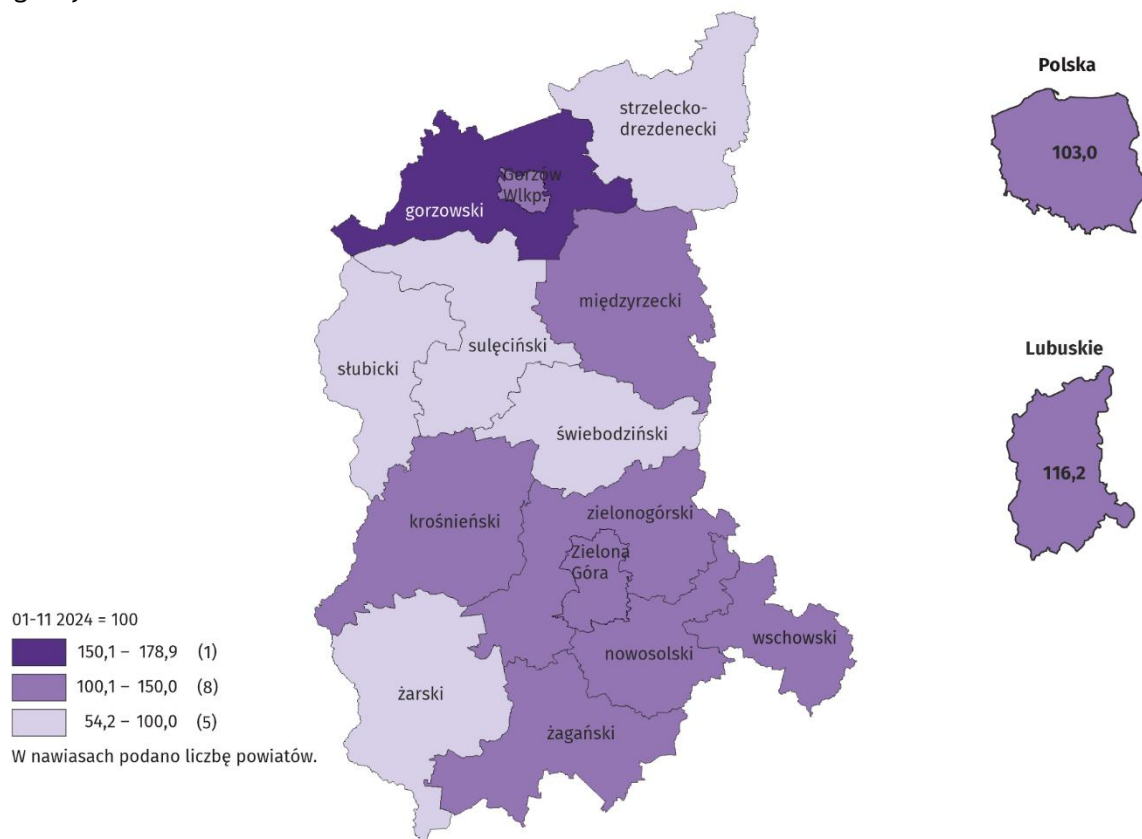 strzelecko-
drezdenecki
Gorzów
Wlkp.
gorzowski
międzyrzecki
sulęciński
słubicki
świebodziński
krośnieński
zielonogórski
Zielona
Góra
wschowski
nowosolski
żarski
żagański
Polska
103,0
Lubuskie
116,2
01-11 2024 = 100
150,1 – 178,9 (1)
100,1 – 150,0 (8)
54,2 – 100,0 (5)
W nawiasach podano liczbę powiatów.